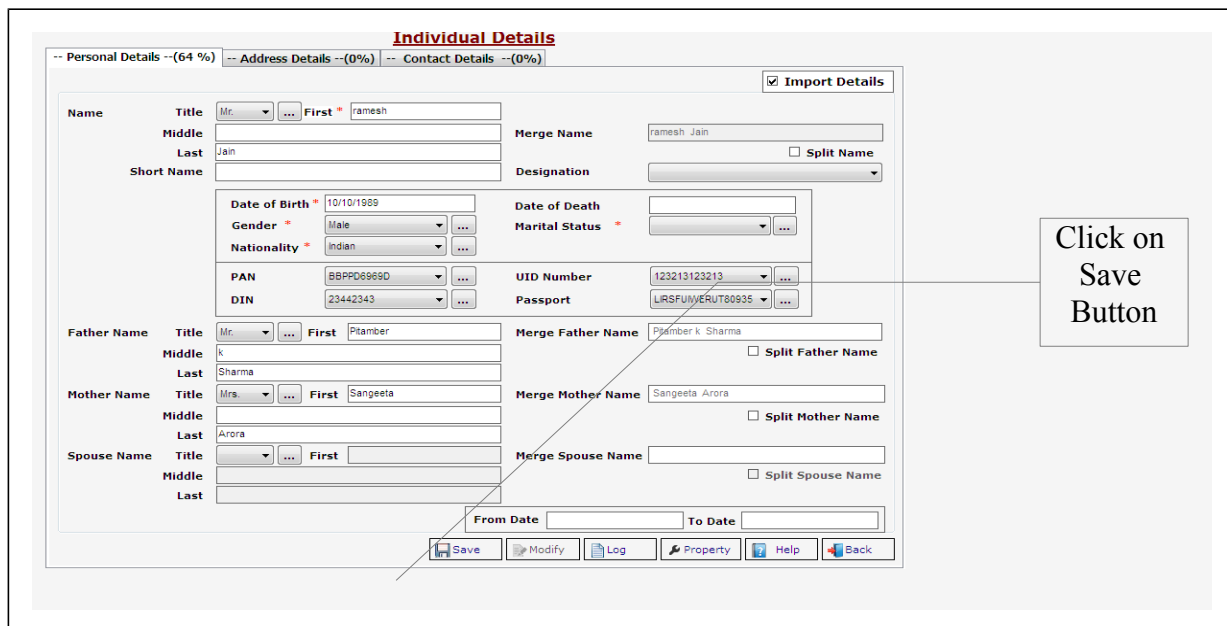 Individual Details
-- Personal Details --(64 %) -- Address Details --(0%) -- Contact Details --(0%)
Import Details
Name Title Mr. ... First * ramesh
Middle Merge Name ramesh Jain
Last Jain Split Name
Short Name Designation
Date of Birth * 10/10/1989 Date of Death
Gender * Male ... Marital Status * ...
Nationality * Indian ...
PAN BBPPD6969D ... UID Number 123213123213 ...
DIN 23442343 ... Passport ...
Click on
Save
Button
Father Name Title Mr. ... First Pitamber Merge Father Name Pitamber k Sharma
Middle k Split Father Name
Last Sharma
Mother Name Title Mrs. ... First Sangeeta Merge Mother Name Sangeeta Arora
Middle Split Mother Name
Last Arora
Spouse Name Title ... First Merge Spouse Name
Middle Split Spouse Name
Last
From Date To Date
Save Modify Log Property Help Back